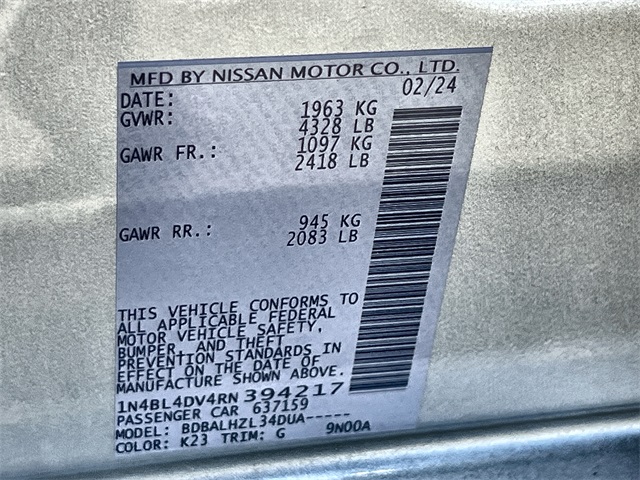 MFD BY NISSAN MOTOR CO., LTD.
DATE: 02/24
GVWR: 1963 KG
4328 LB
GAWR FR.: 1097 KG
2418 LB
GAWR RR.: 945 KG
2083 LB
THIS VEHICLE CONFORMS TO
ALL APPLICABLE FEDERAL
MOTOR VEHICLE SAFETY,
BUMPER, AND THEFT
PREVENTION STANDARDS IN
EFFECT ON THE DATE OF
MANUFACTURE SHOWN ABOVE.
1N4BL4DV4RN394217
PASSENGER CAR 637159
MODEL: BDBALHZL34DUA-----
COLOR: K23 TRIM: G 9N00A